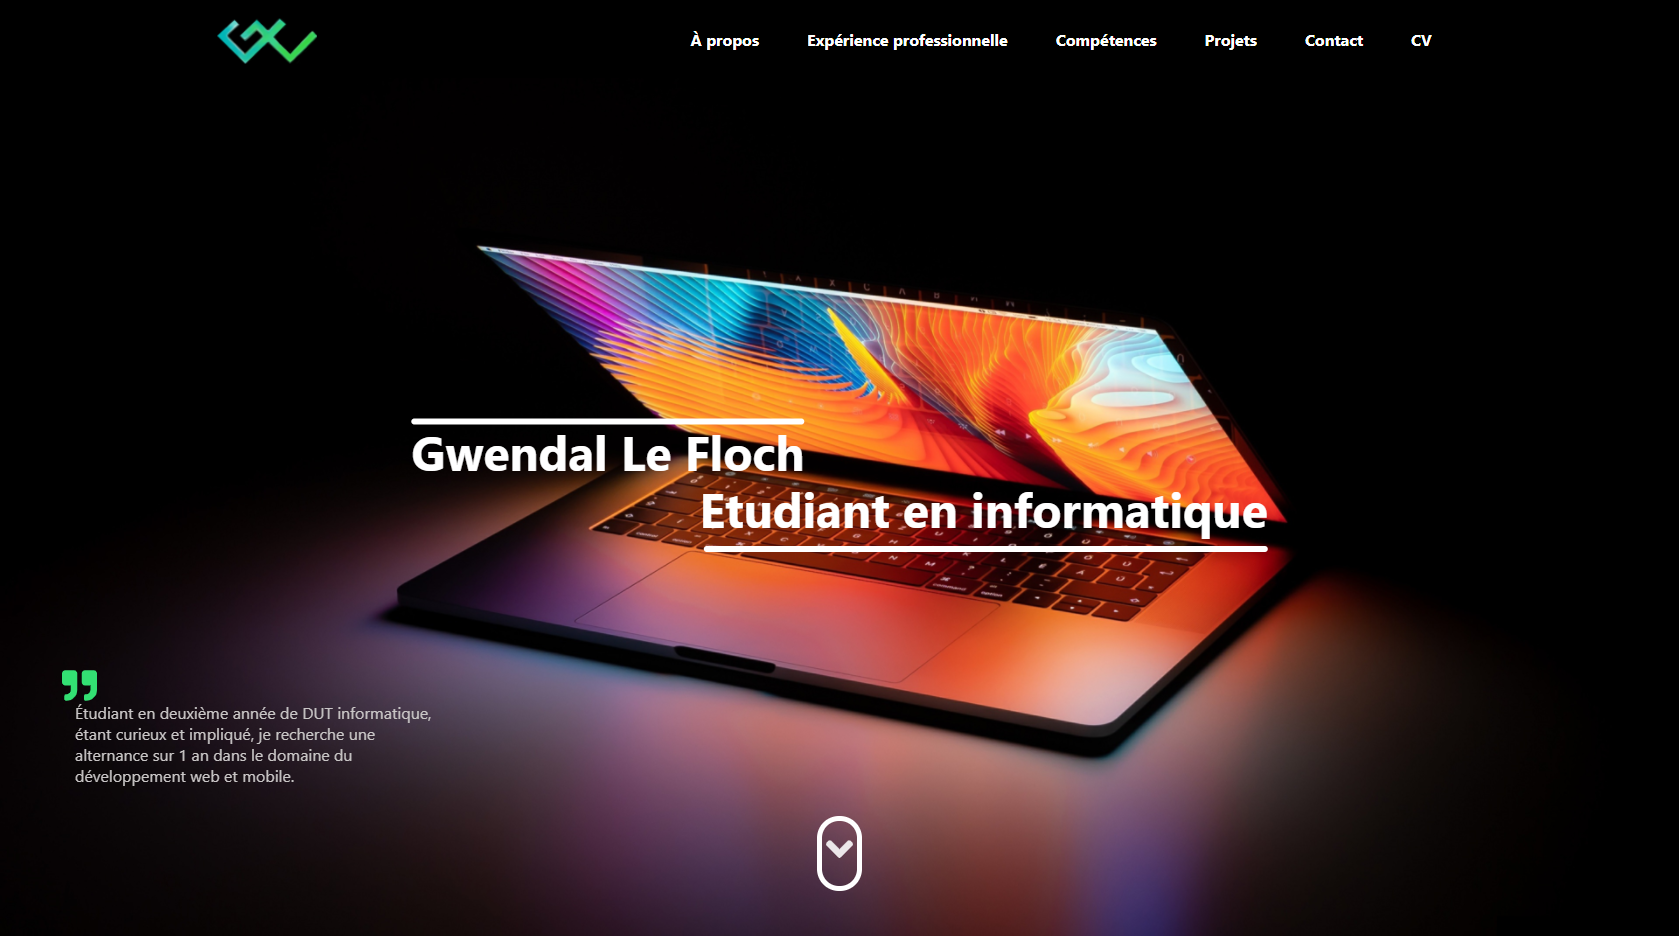 À propos
Expérience professionnelle
Compétences
Projets
Contact
CV
Gwendal Le Floch
Etudiant en informatique
Étudiant en deuxième année de DUT informatique,
étant curieux et impliqué, je recherche une
alternance sur 1 an dans le domaine du
développement web et mobile.